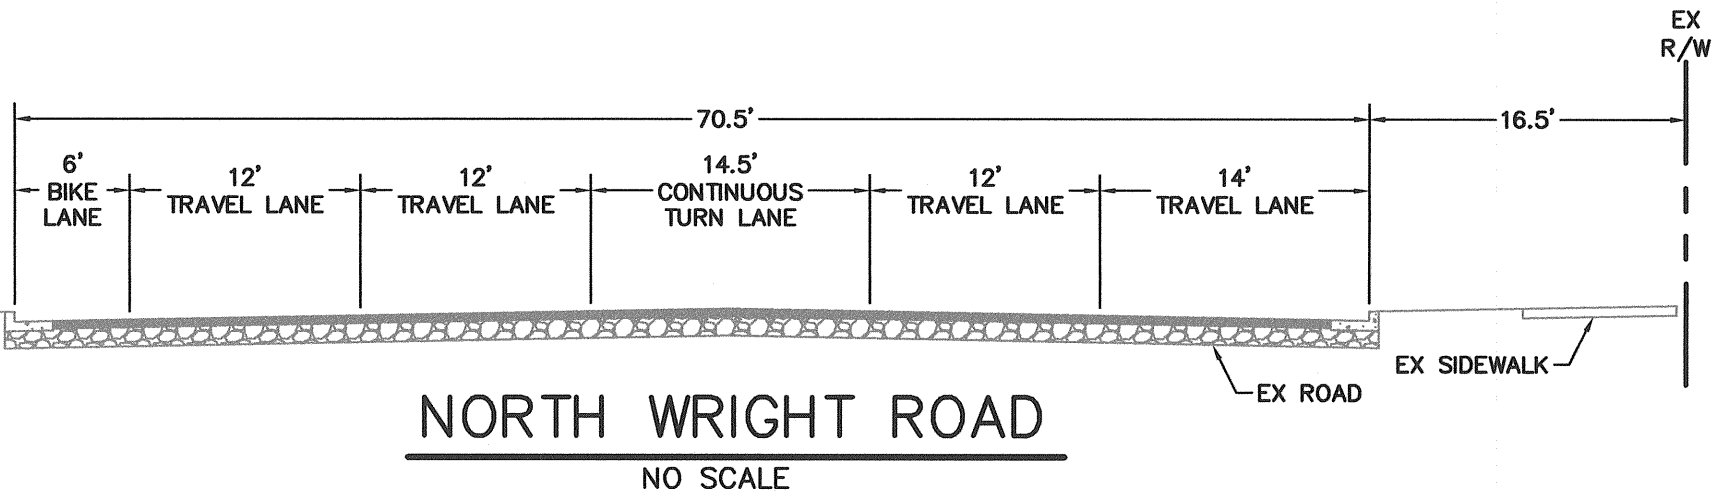 EX
R/W
70.5'
16.5'
6'
BIKE
LANE
12'
TRAVEL LANE
12'
TRAVEL LANE
14.5'
CONTINUOUS
TURN LANE
12'
TRAVEL LANE
14'
TRAVEL LANE
EX SIDEWALK
EX ROAD
NORTH WRIGHT ROAD
NO SCALE